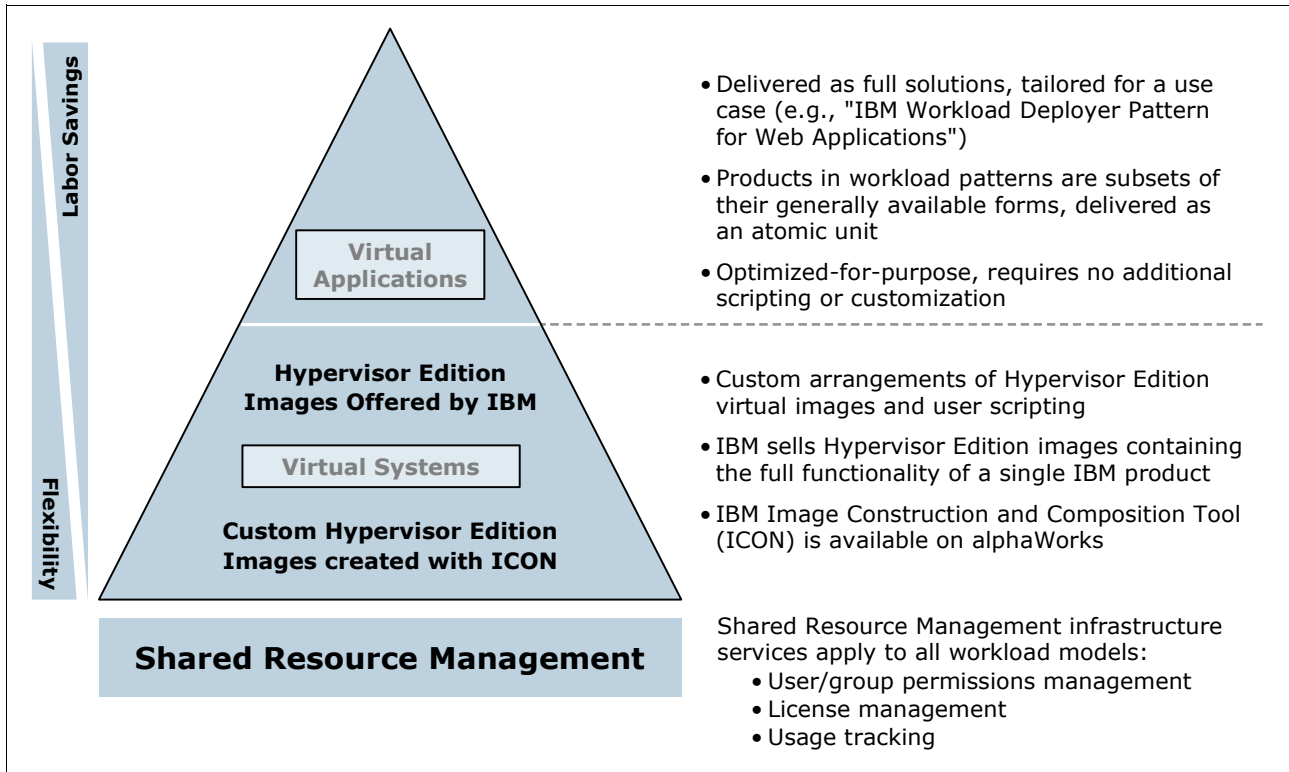 Labor Savings
Flexibility
Virtual
Applications
Hypervisor Edition
Images Offered by IBM
Virtual Systems
Custom Hypervisor Edition
Images created with ICON
Shared Resource Management
• Delivered as full solutions, tailored for a use
case (e.g., "IBM Workload Deployer Pattern
for Web Applications")
• Products in workload patterns are subsets of
their generally available forms, delivered as
an atomic unit
• Optimized-for-purpose, requires no additional
scripting or customization
• Custom arrangements of Hypervisor Edition
virtual images and user scripting
• IBM sells Hypervisor Edition images containing
the full functionality of a single IBM product
• IBM Image Construction and Composition Tool
(ICON) is available on alphaWorks
Shared Resource Management infrastructure
services apply to all workload models:
• User/group permissions management
• License management
• Usage tracking